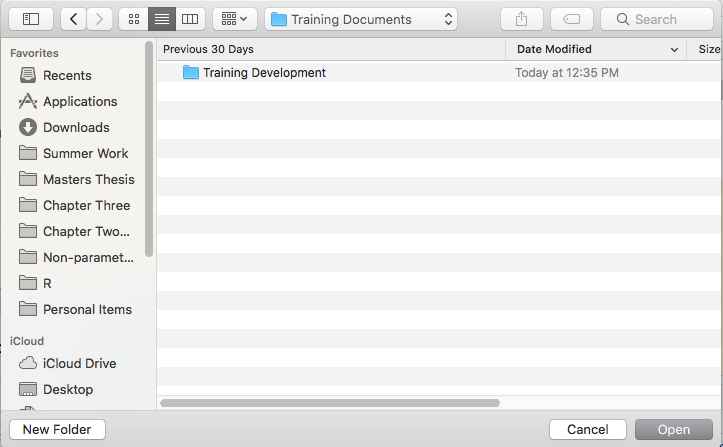 Training Documents
Search
Favorites
Recents
Applications
Downloads
Summer Work
Masters Thesis
Chapter Three
Chapter Two...
Non-paramet...
R
Personal Items
iCloud
iCloud Drive
Desktop
Previous 30 Days Date Modified Size
Training Development Today at 12:35 PM
New Folder Cancel Open